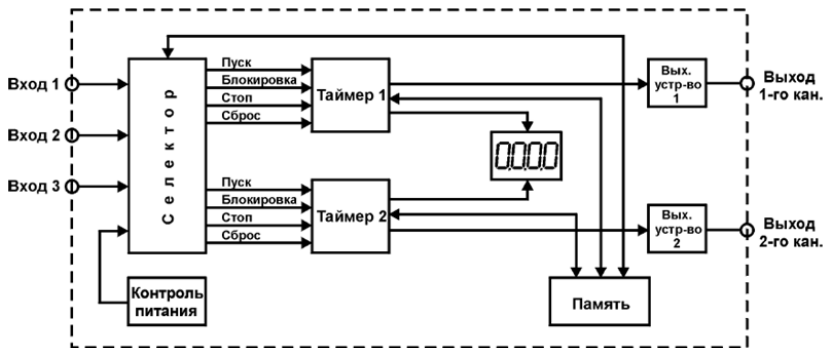 Вход 1
Вход 2
Вход 3
Селектор
Пуск
Блокировка
Стоп
Сброс
Таймер 1
Вых.
устр-во
1
Выход
1-го кан.
0.0.0.0
Пуск
Блокировка
Стоп
Сброс
Таймер 2
Вых.
устр-во
2
Выход
2-го кан.
Контроль
питания
Память